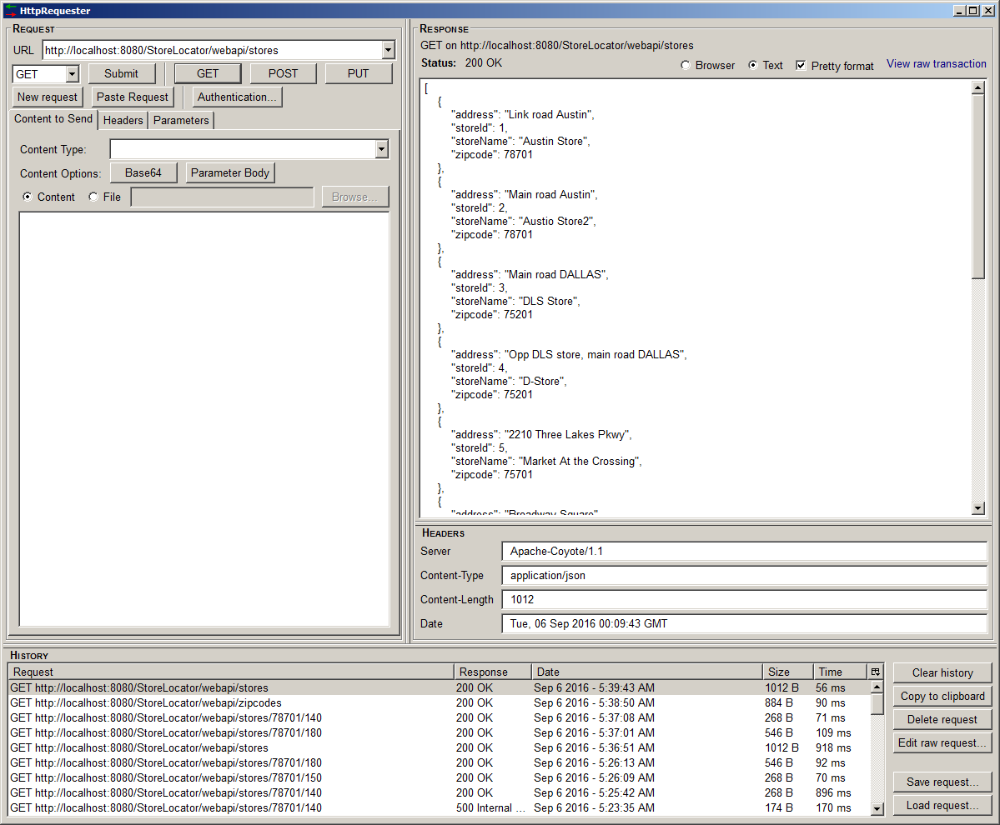 HttpRequester
REQUEST
URL http://localhost:8080/StoreLocator/webapi/stores
GET Submit GET POST PUT
New request Paste Request Authentication...
Content to Send Headers Parameters
Content Type:
Content Options: Base64 Parameter Body
Content File Browse...
RESPONSE
GET on http://localhost:8080/StoreLocator/webapi/stores
Status: 200 OK Browser Text Pretty format View raw transaction
[
{
"address": "Link road Austin",
"storeId": 1,
"storeName": "Austin Store",
"zipcode": 78701
},
{
"address": "Main road Austin",
"storeId": 2,
"storeName": "Austio Store2",
"zipcode": 78701
},
{
"address": "Main road DALLAS",
"storeId": 3,
"storeName": "DLS Store",
"zipcode": 75201
},
{
"address": "Opp DLS store, main road DALLAS",
"storeId": 4,
"storeName": "D-Store",
"zipcode": 75201
},
{
"address": "2210 Three Lakes Pkwy",
"storeId": 5,
"storeName": "Market At the Crossing",
"zipcode": 75701
},
{
"address": "Broadway Square"
HEADERS
Server Apache-Coyote/1.1
Content-Type application/json
Content-Length 1012
Date Tue, 06 Sep 2016 00:09:43 GMT
HISTORY
Request Response Date Size Time
GET http://localhost:8080/StoreLocator/webapi/stores 200 OK Sep 6 2016 - 5:39:43 AM 1012 B 56 ms
GET http://localhost:8080/StoreLocator/webapi/zipcodes 200 OK Sep 6 2016 - 5:38:50 AM 884 B 90 ms
GET http://localhost:8080/StoreLocator/webapi/stores/78701/140 200 OK Sep 6 2016 - 5:37:08 AM 268 B 71 ms
GET http://localhost:8080/StoreLocator/webapi/stores/78701/180 200 OK Sep 6 2016 - 5:37:01 AM 546 B 109 ms
GET http://localhost:8080/StoreLocator/webapi/stores 200 OK Sep 6 2016 - 5:36:51 AM 1012 B 918 ms
GET http://localhost:8080/StoreLocator/webapi/stores/78701/180 200 OK Sep 6 2016 - 5:26:13 AM 546 B 92 ms
GET http://localhost:8080/StoreLocator/webapi/stores/78701/150 200 OK Sep 6 2016 - 5:26:09 AM 268 B 70 ms
GET http://localhost:8080/StoreLocator/webapi/stores/78701/140 200 OK Sep 6 2016 - 5:25:42 AM 268 B 896 ms
GET http://localhost:8080/StoreLocator/webapi/stores/78701/140 500 Internal ... Sep 6 2016 - 5:23:35 AM 174 B 170 ms
Clear history
Copy to clipboard
Delete request
Edit raw request...
Save request...
Load request...